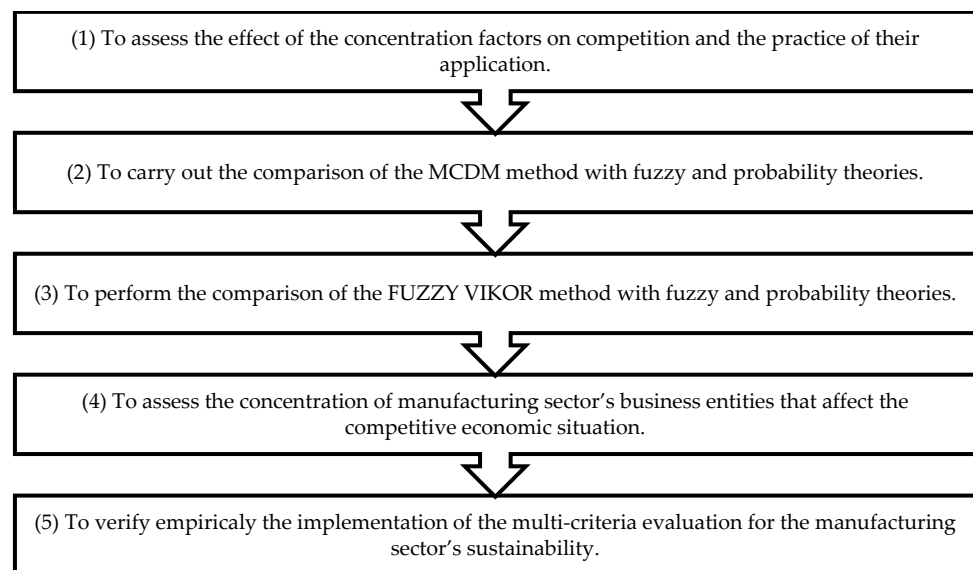 (1) To assess the effect of the concentration factors on competition and the practice of their
application.
(2) To carry out the comparison of the MCDM method with fuzzy and probability theories.
(3) To perform the comparison of the FUZZY VIKOR method with fuzzy and probability theories.
(4) To assess the concentration of manufacturing sector’s business entities that affect the
competitive economic situation.
(5) To verify empiricaly the implementation of the multi-criteria evaluation for the manufacturing
sector’s sustainability.